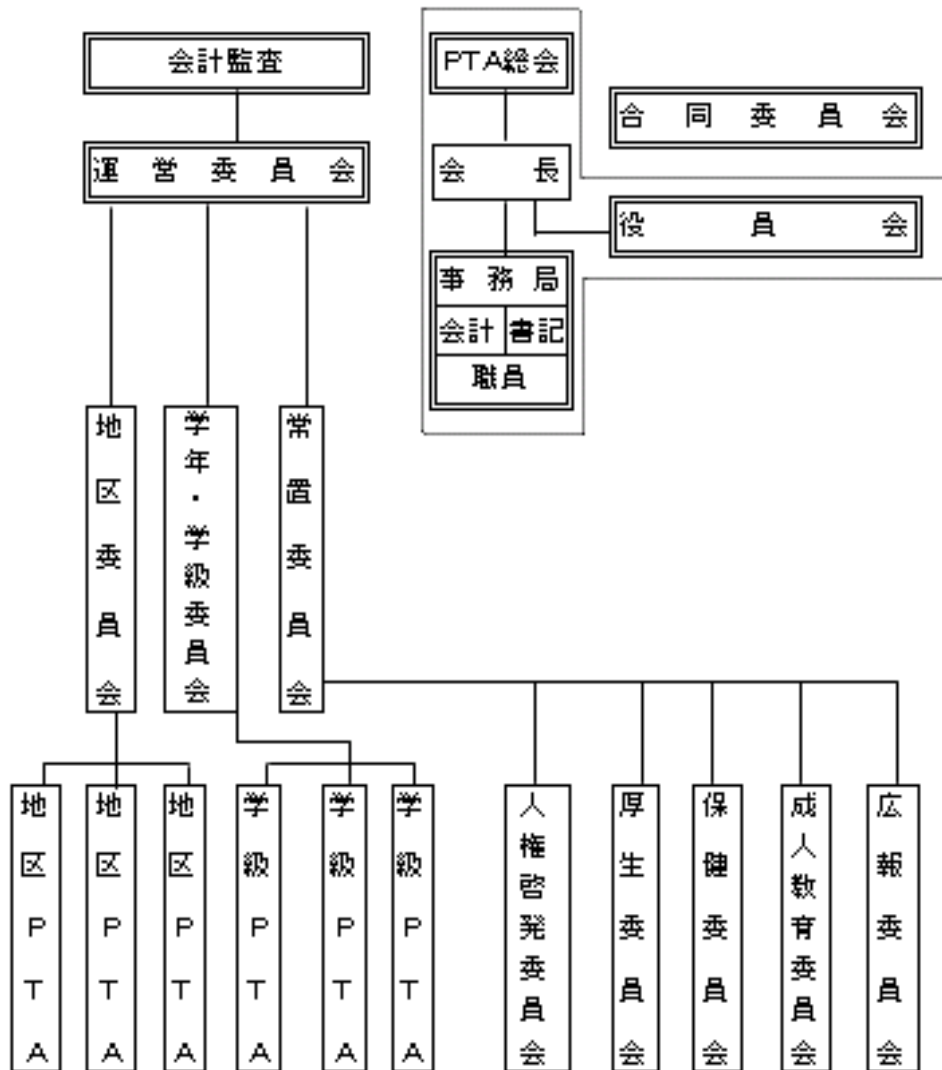 会計監査
PTA総会
合同委員会
運営委員会
会長
役員会
事務局
会計
書記
職員
地区委員会
学年・学級委員会
常置委員会
地区PTA
地区PTA
地区PTA
学級PTA
学級PTA
学級PTA
人権啓発委員会
厚生委員会
保健委員会
成人教育委員会
広報委員会